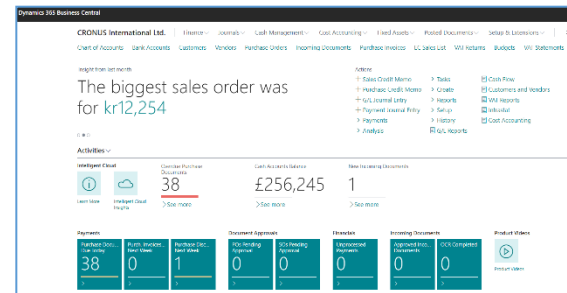 Dynamics 365 Business Central
CRONUS International Ltd. Finance Journals Cash Management Cost Accounting Fixed Assets Posted Documents Setup & Extensions
Chart of Accounts Bank Accounts Customers Vendors Purchase Orders Incoming Documents Purchase Invoices EC Sales List VAT Returns Budgets VAT Statements
Insight from last month
The biggest sales order was
for kr12,254
Actions
+ Sales Credit Memo > Tasks Cash Flow
+ Purchase Credit Memo > Create Customers and Vendors
+ G/L Journal Entry > Reports VAT Reports
+ Payment Journal Entry > Setup Intrastat
> Payments > History Cost Accounting
> Analysis G/L Reports
Activities
Intelligent Cloud
Learn More
Intelligent Cloud
Insights
Overdue Purchase
Documents
38
>See more
Cash Accounts Balance
£256,245
>See more
New Incoming Documents
1
>See more
Payments
Purchase Docu...
Due Today
38
Purch. Invoices...
Next Week
0
Purchase Disc...
Next Week
1
Document Approvals
POs Pending
Approval
0
SOs Pending
Approval
0
Financials
Unprocessed
Payments
0
Incoming Documents
Approved Inco...
Documents
0
OCR Completed
0
Product Videos
Product Videos